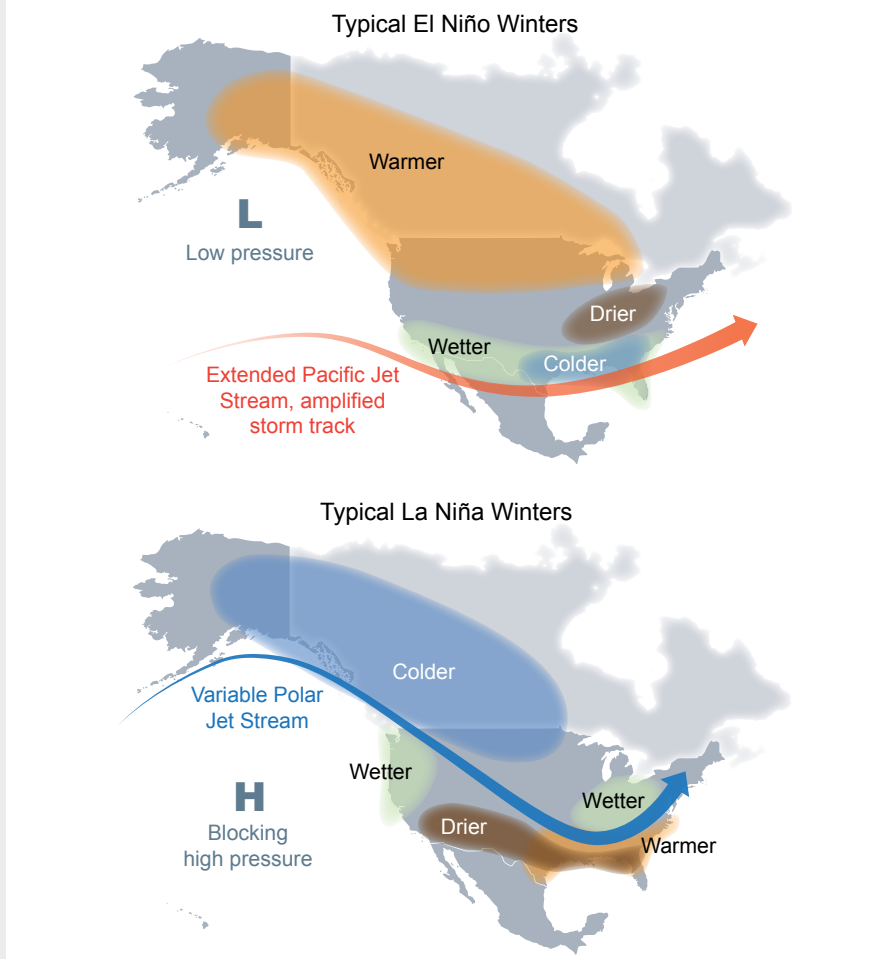 Typical El Niño Winters
Warmer
L
Low pressure
Drier
Wetter
Colder
Extended Pacific Jet
Stream, amplified
storm track
Typical La Niña Winters
Colder
Variable Polar
Jet Stream
Wetter
H
Blocking
high pressure
Wetter
Drier
Warmer